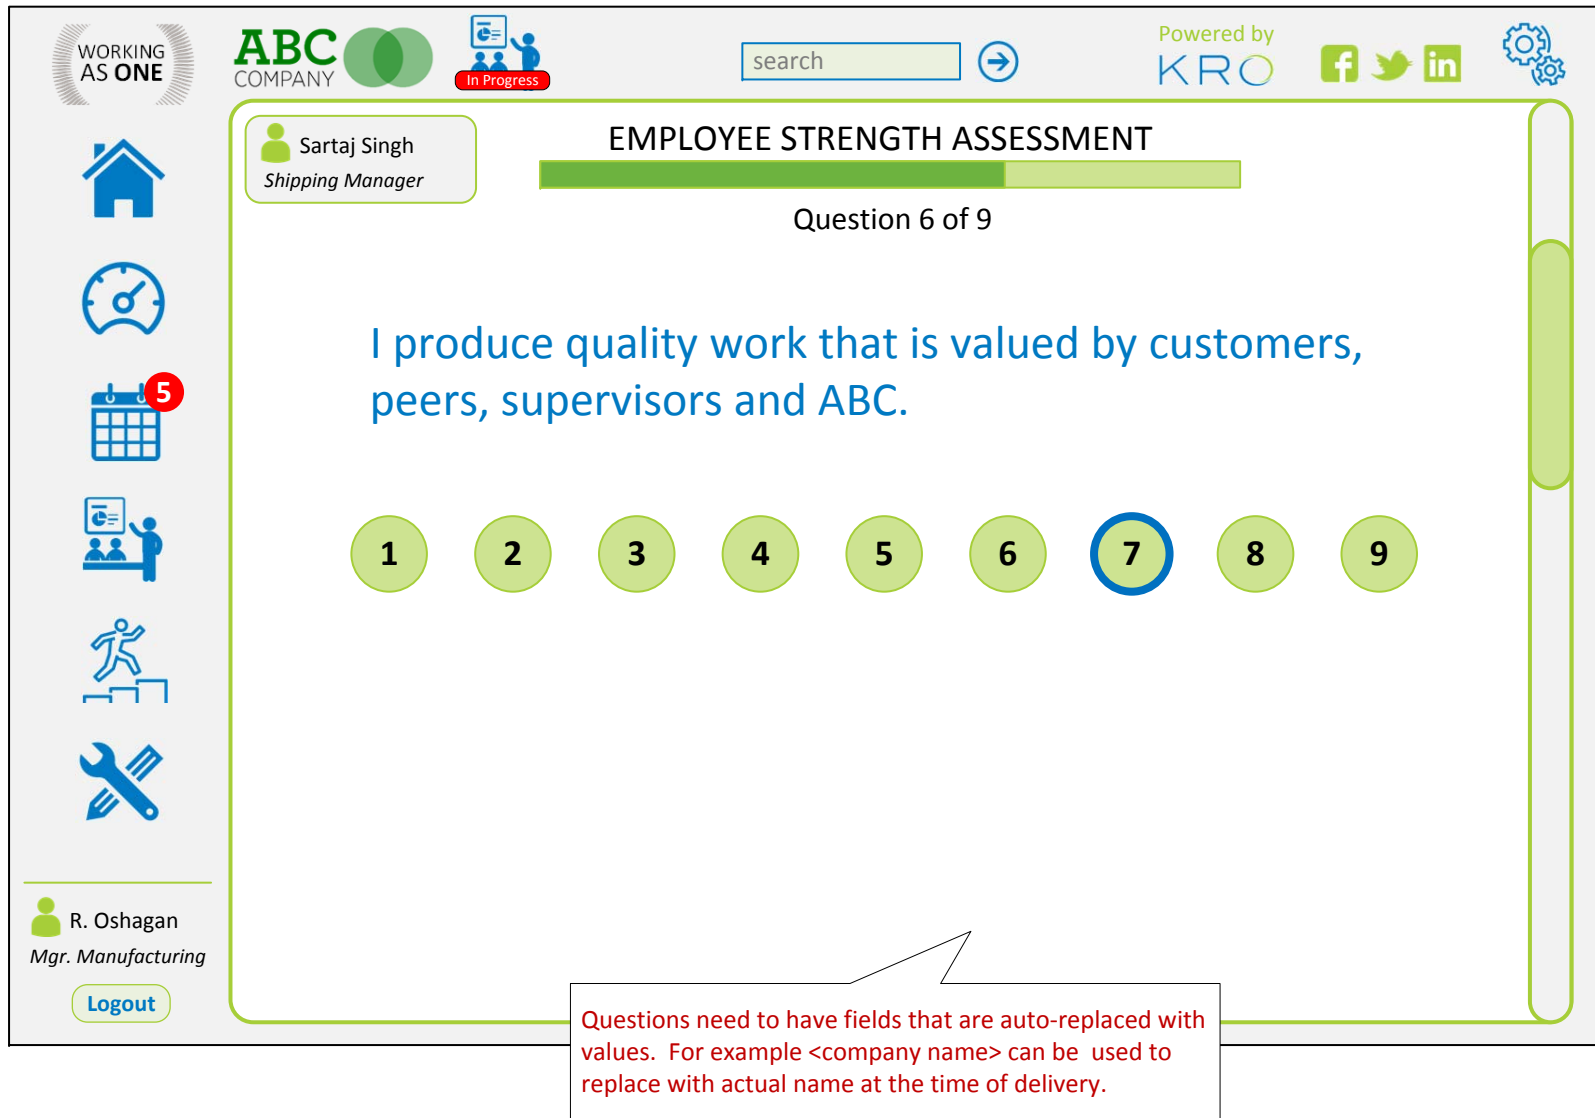 WORKING
AS ONE
ABC
COMPANY
In Progress
search
Powered by
KRO
f
in
Sartaj Singh
Shipping Manager
EMPLOYEE STRENGTH ASSESSMENT
Question 6 of 9
5
I produce quality work that is valued by customers,
peers, supervisors and ABC.
1 2 3 4 5 6 7 8 9
R. Oshagan
Mgr. Manufacturing
Logout
Questions need to have fields that are auto-replaced with
values. For example <company name> can be used to
replace with actual name at the time of delivery.